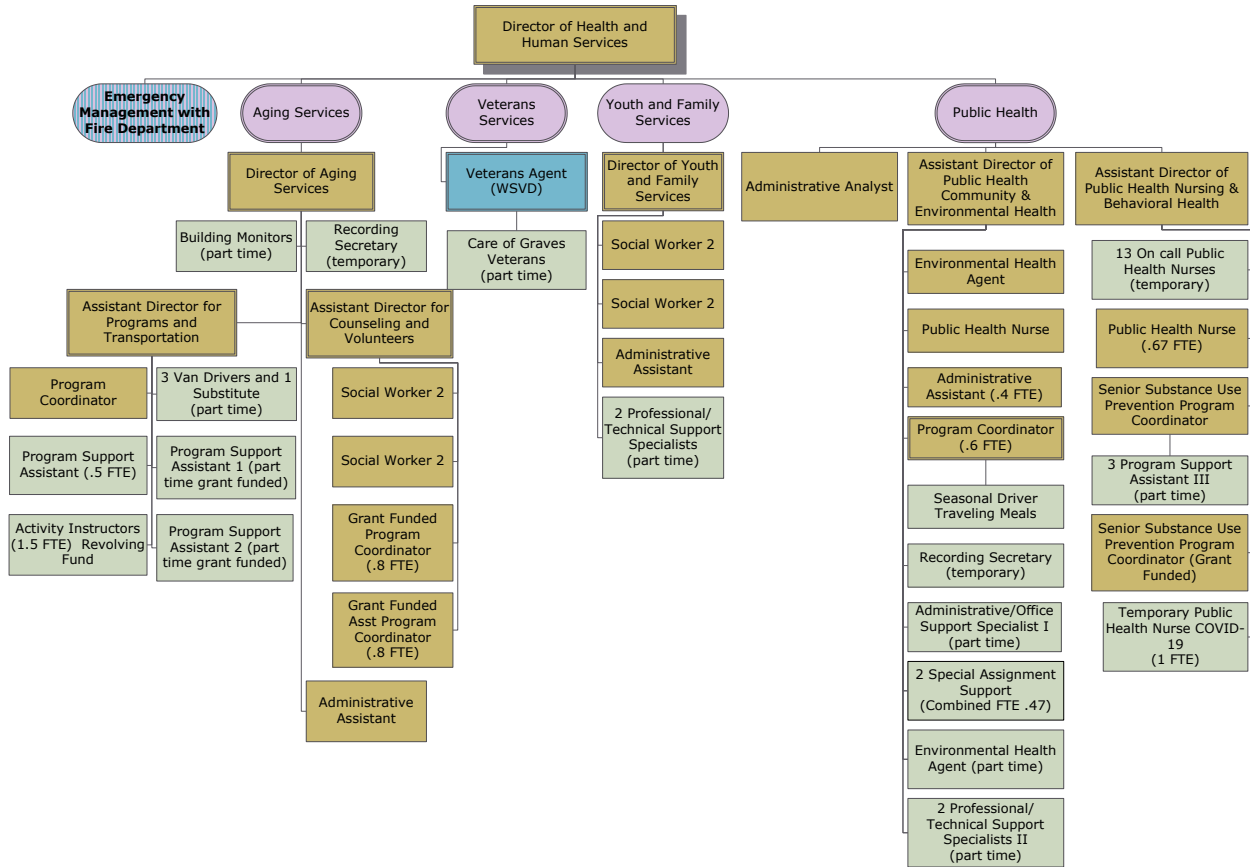 Director of Health and
Human Services
Emergency
Management with
Fire Department
Aging Services
Veterans
Services
Youth and Family
Services
Public Health
Director of Aging
Services
Building Monitors
(part time)
Recording
Secretary
(temporary)
Assistant Director for
Programs and
Transportation
Assistant Director for
Counseling and
Volunteers
Program
Coordinator
3 Van Drivers and 1
Substitute
(part time)
Program Support
Assistant (.5 FTE)
Program Support
Assistant 1 (part
time grant funded)
Activity Instructors
(1.5 FTE) Revolving
Fund
Program Support
Assistant 2 (part
time grant funded)
Social Worker 2
Social Worker 2
Grant Funded
Program
Coordinator
(.8 FTE)
Grant Funded
Asst Program
Coordinator
(.8 FTE)
Administrative
Assistant
Veterans Agent
(WSVD)
Care of Graves
Veterans
(part time)
Director of Youth
and Family
Services
Social Worker 2
Social Worker 2
Administrative
Assistant
2 Professional/
Technical Support
Specialists
(part time)
Administrative Analyst
Assistant Director of
Public Health
Community &
Environmental Health
Environmental Health
Agent
Public Health Nurse
Administrative
Assistant (.4 FTE)
Program Coordinator
(.6 FTE)
Seasonal Driver
Traveling Meals
Recording Secretary
(temporary)
Administrative/Office
Support Specialist I
(part time)
2 Special Assignment
Support
(Combined FTE .47)
Environmental Health
Agent (part time)
2 Professional/
Technical Support
Specialists II
(part time)
Assistant Director of
Public Health Nursing &
Behavioral Health
13 On call Public
Health Nurses
(temporary)
Public Health Nurse
(.67 FTE)
Senior Substance Use
Prevention Program
Coordinator
3 Program Support
Assistant III
(part time)
Senior Substance Use
Prevention Program
Coordinator (Grant
Funded)
Temporary Public
Health Nurse COVID-
19
(1 FTE)